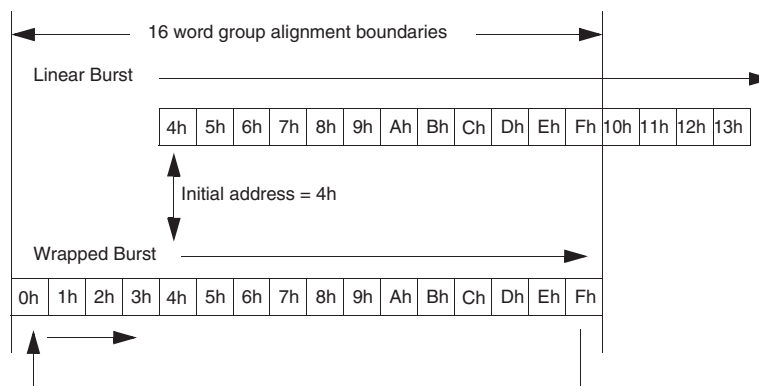 16 word group alignment boundaries
Linear Burst
4h 5h 6h 7h 8h 9h Ah Bh Ch Dh Eh Fh 10h 11h 12h 13h
Initial address = 4h
Wrapped Burst
0h 1h 2h 3h 4h 5h 6h 7h 8h 9h Ah Bh Ch Dh Eh Fh